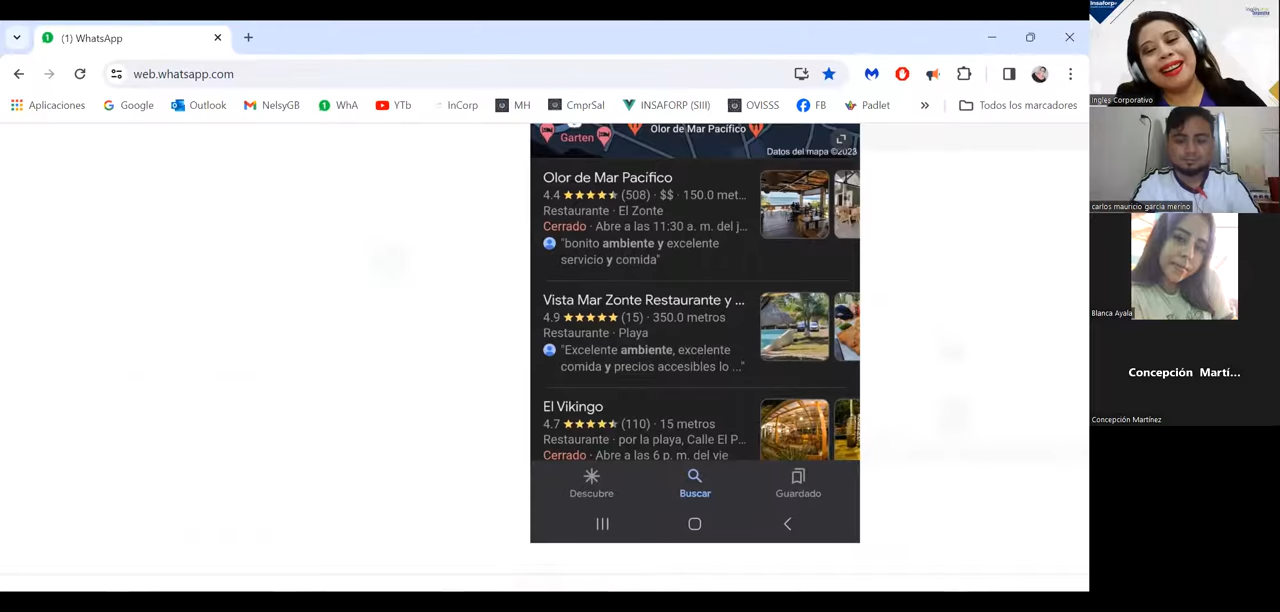 (1) WhatsApp
web.whatsapp.com
Aplicaciones Google Outlook NelsyGB WhA YTb InCorp MH CmprSal INSAFORP (SIII) OVISSS FB Padlet » Todos los marcadores
Garten
Olor de Mar Pacífico
Datos del mapa ©2023
Olor de Mar Pacífico
4.4 (508) · $$ · 150.0 met...
Restaurante · El Zonte
Cerrado · Abre a las 11:30 a. m. del j...
"bonito ambiente y excelente
servicio y comida"
Vista Mar Zonte Restaurante y ...
4.9 (15) · 350.0 metros
Restaurante · Playa
"Excelente ambiente, excelente
comida y precios accesibles lo ..."
El Vikingo
4.7 (110) · 15 metros
Restaurante · por la playa, Calle El P...
Cerrado · Abre a las 6 p. m. del vie
Descubre Buscar Guardado
Insaforp
Ingles Corporativo
carlos mauricio garcia merino
Blanca Ayala
Concepción Martí...
Concepción Martínez